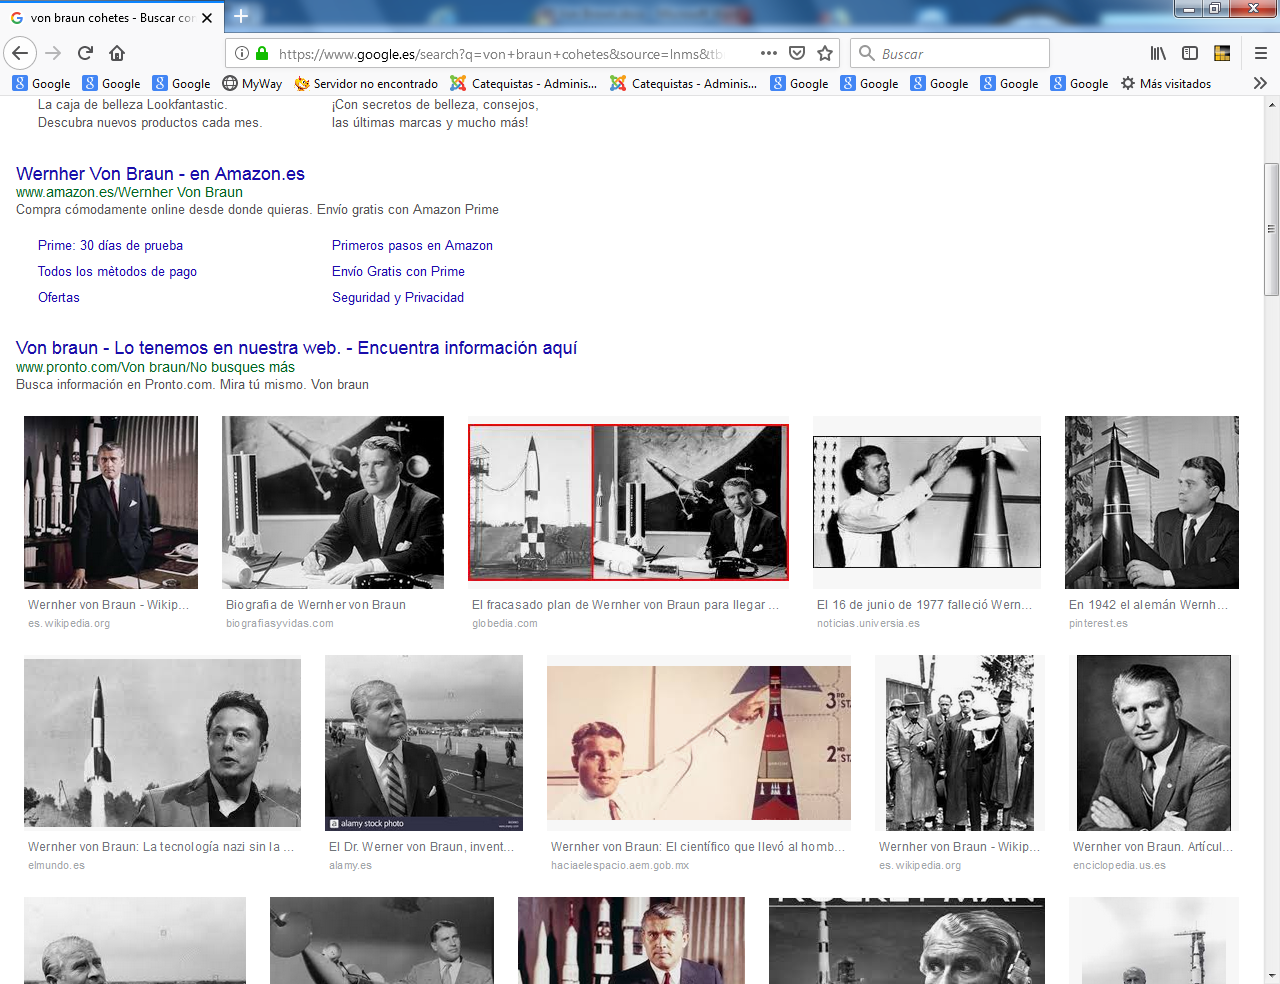 von braun cohetes - Buscar con
https://www.google.es/search?q=von+braun+cohetes&source=lnms&tb
Buscar
Google
Google
Google
MyWay
Servidor no encontrado
Catequistas - Adminis...
Catequistas - Adminis...
Google
Google
Google
Google
Google
Más visitados
La caja de belleza Lookfantastic.
Descubra nuevos productos cada mes.
¡Con secretos de belleza, consejos,
las últimas marcas y mucho más!
Wernher Von Braun - en Amazon.es
www.amazon.es/Wernher Von Braun
Compra cómodamente online desde donde quieras. Envío gratis con Amazon Prime
Prime: 30 días de prueba
Primeros pasos en Amazon
Todos los mètodos de pago
Envío Gratis con Prime
Ofertas
Seguridad y Privacidad
Von braun - Lo tenemos en nuestra web. - Encuentra información aquí
www.pronto.com/Von braun/No busques más
Busca información en Pronto.com. Mira tú mismo. Von braun
Wernher von Braun - Wikip...
es.wikipedia.org
Biografia de Wernher von Braun
biografiasyvidas.com
El fracasado plan de Wernher von Braun para llegar ...
globedia.com
El 16 de junio de 1977 falleció Wern...
noticias.universia.es
En 1942 el alemán Wernh...
pinterest.es
3RD
STA
2ND
ST
alamy
alamy stock photo
Wernher von Braun: La tecnología nazi sin la ...
elmundo.es
El Dr. Werner von Braun, invent...
alamy.es
Wernher von Braun: El científico que llevó al homb...
haciaelespacio.aem.gob.mx
Wernher von Braun - Wikip...
es.wikipedia.org
Wernher von Braun. Artícul...
enciclopedia.us.es
ROCKET MAN